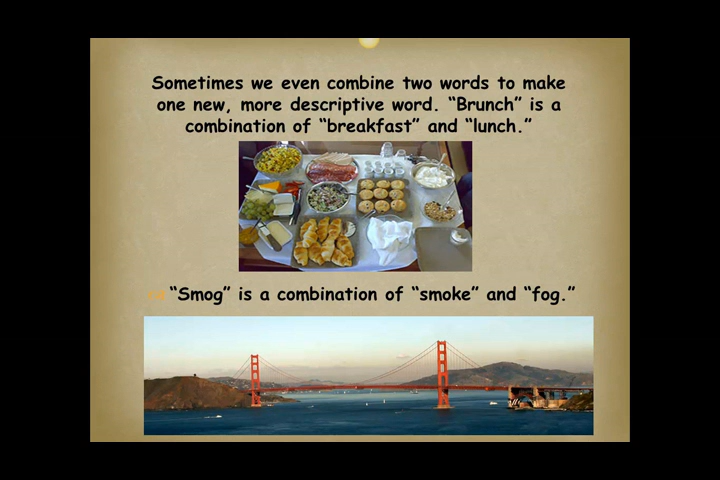 Sometimes we even combine two words to make
one new, more descriptive word. “Brunch” is a
combination of “breakfast” and “lunch.”
“Smog” is a combination of “smoke” and “fog.”